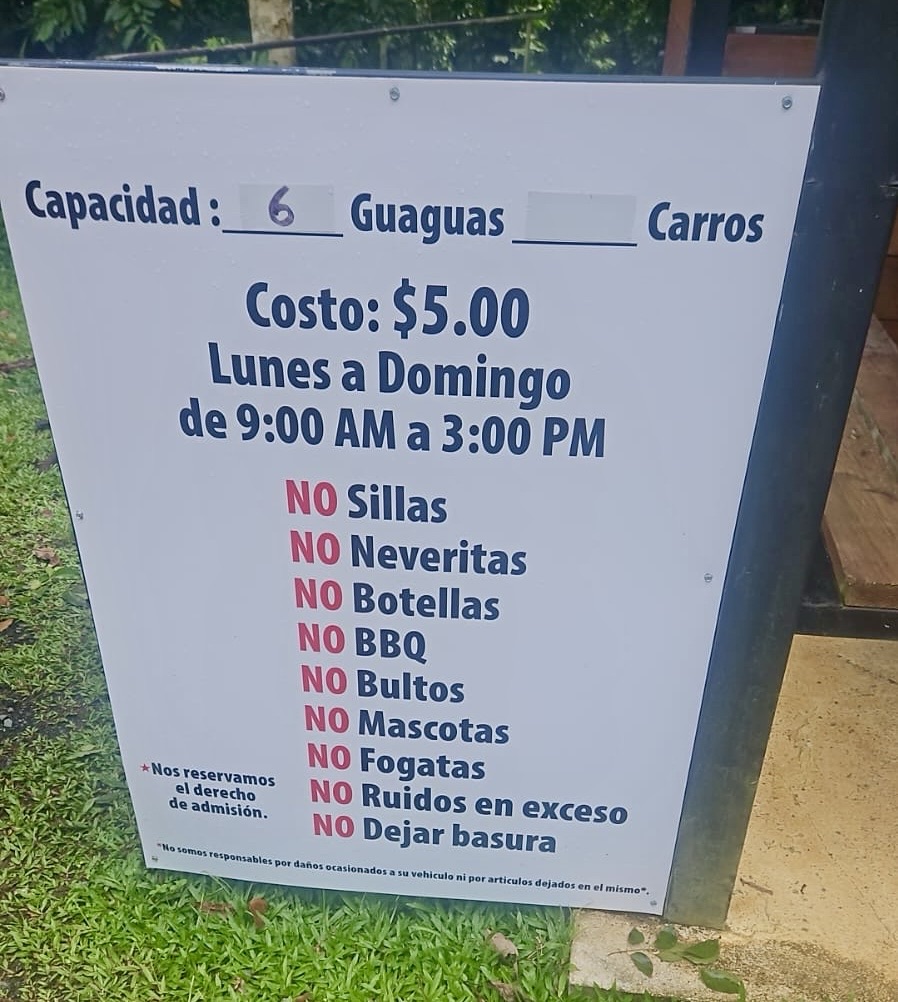 Capacidad : 6 Guaguas Carros
Costo: $5.00
Lunes a Domingo
de 9:00 AM a 3:00 PM
NO Sillas
NO Neveritas
NO Botellas
NO BBQ
NO Bultos
NO Mascotas
NO Fogatas
NO Ruidos en exceso
NO Dejar basura
*Nos reservamos
el derecho
de admisión.
*No somos responsables por daños ocasionados a su vehiculo ni por articulos dejados en el mismo*.